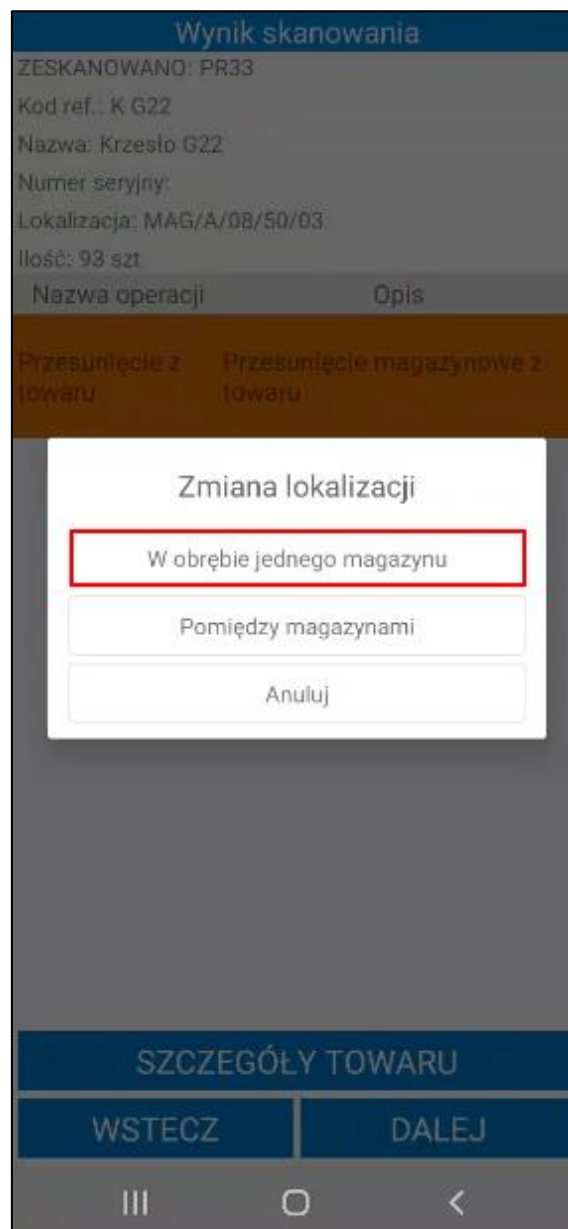 Wynik skanowania
ZESKANOWANO: PR33
Kod ref.: K G22
Nazwa: Krzesło G22
Numer seryjny:
Lokalizacja: MAG/A/08/50/03
Ilość: 93 szt
Nazwa operacji Opis
Przesunięcie z Przesunięcie magazynowe z
towaru towaru
Zmiana lokalizacji
W obrębie jednego magazynu
Pomiędzy magazynami
Anuluj
SZCZEGÓŁY TOWARU
WSTECZ DALEJ